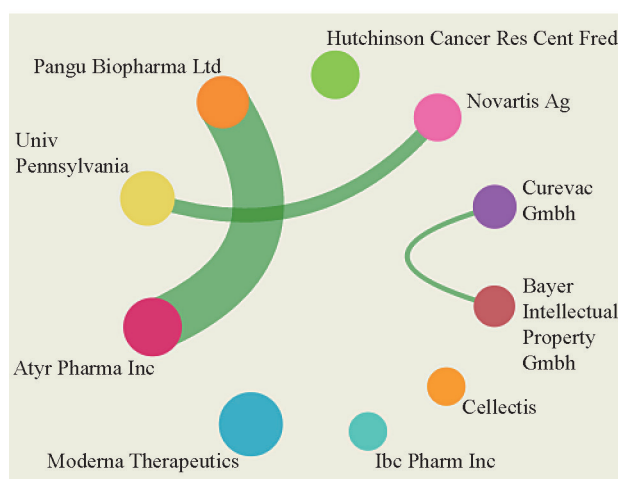 Hutchinson Cancer Res Cent Fred
Pangu Biopharma Ltd
Novartis Ag
Univ
Pennsylvania
Curevac
Gmbh
Bayer
Intellectual
Property
Gmbh
Atyr Pharma Inc
Cellectis
Moderna Therapeutics
Ibc Pharm Inc